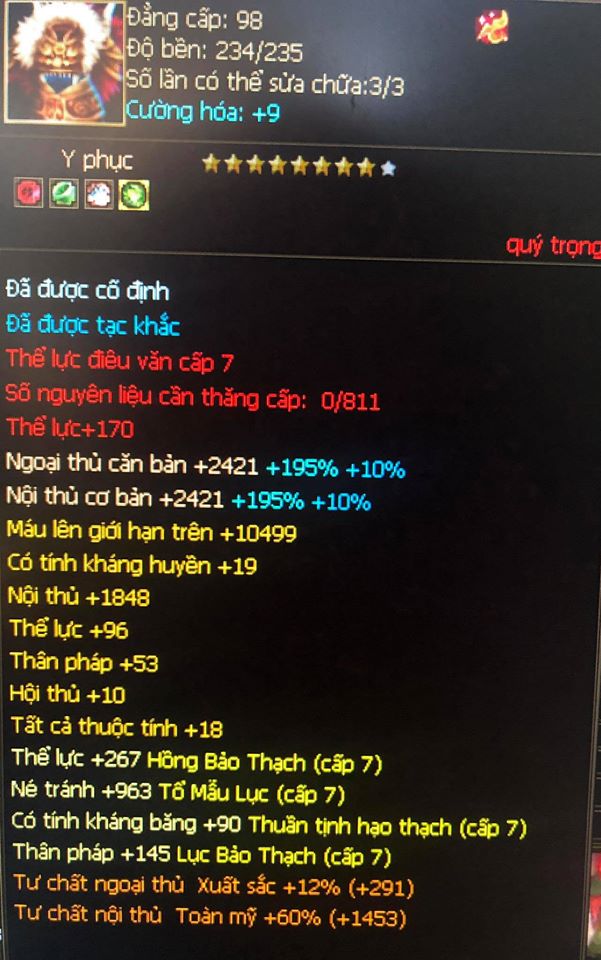 Đẳng cấp: 98
Độ bền: 234/235
Số lần có thể sửa chữa:3/3
Cường hóa: +9
Y phục
quý trọng
Đã được cố định
Đã được tạc khắc
Thể lực điêu văn cấp 7
Số nguyên liệu cần thăng cấp: 0/811
Thể lực+170
Ngoại thủ căn bản +2421 +195% +10%
Nội thủ cơ bản +2421 +195% +10%
Máu lên giới hạn trên +10499
Có tính kháng huyền +19
Nội thủ +1848
Thể lực +96
Thân pháp +53
Hội thủ +10
Tất cả thuộc tính +18
Thể lực +267 Hồng Bảo Thạch (cấp 7)
Né tránh +963 Tổ Mẫu Lục (cấp 7)
Có tính kháng băng +90 Thuần tịnh hạo thạch (cấp 7)
Thân pháp +145 Lục Bảo Thạch (cấp 7)
Tư chất ngoại thủ Xuất sắc +12% (+291)
Tư chất nội thủ Toàn mỹ +60% (+1453)